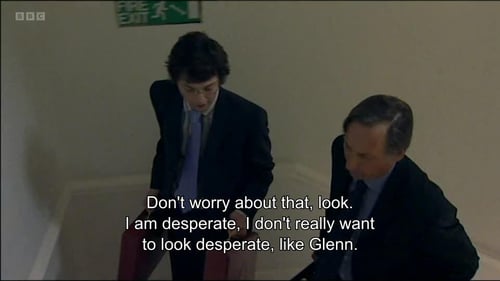 BBC
FIRE
EXIT
Don't worry about that, look.
I am desperate, I don't really want
to look desperate, like Glenn.